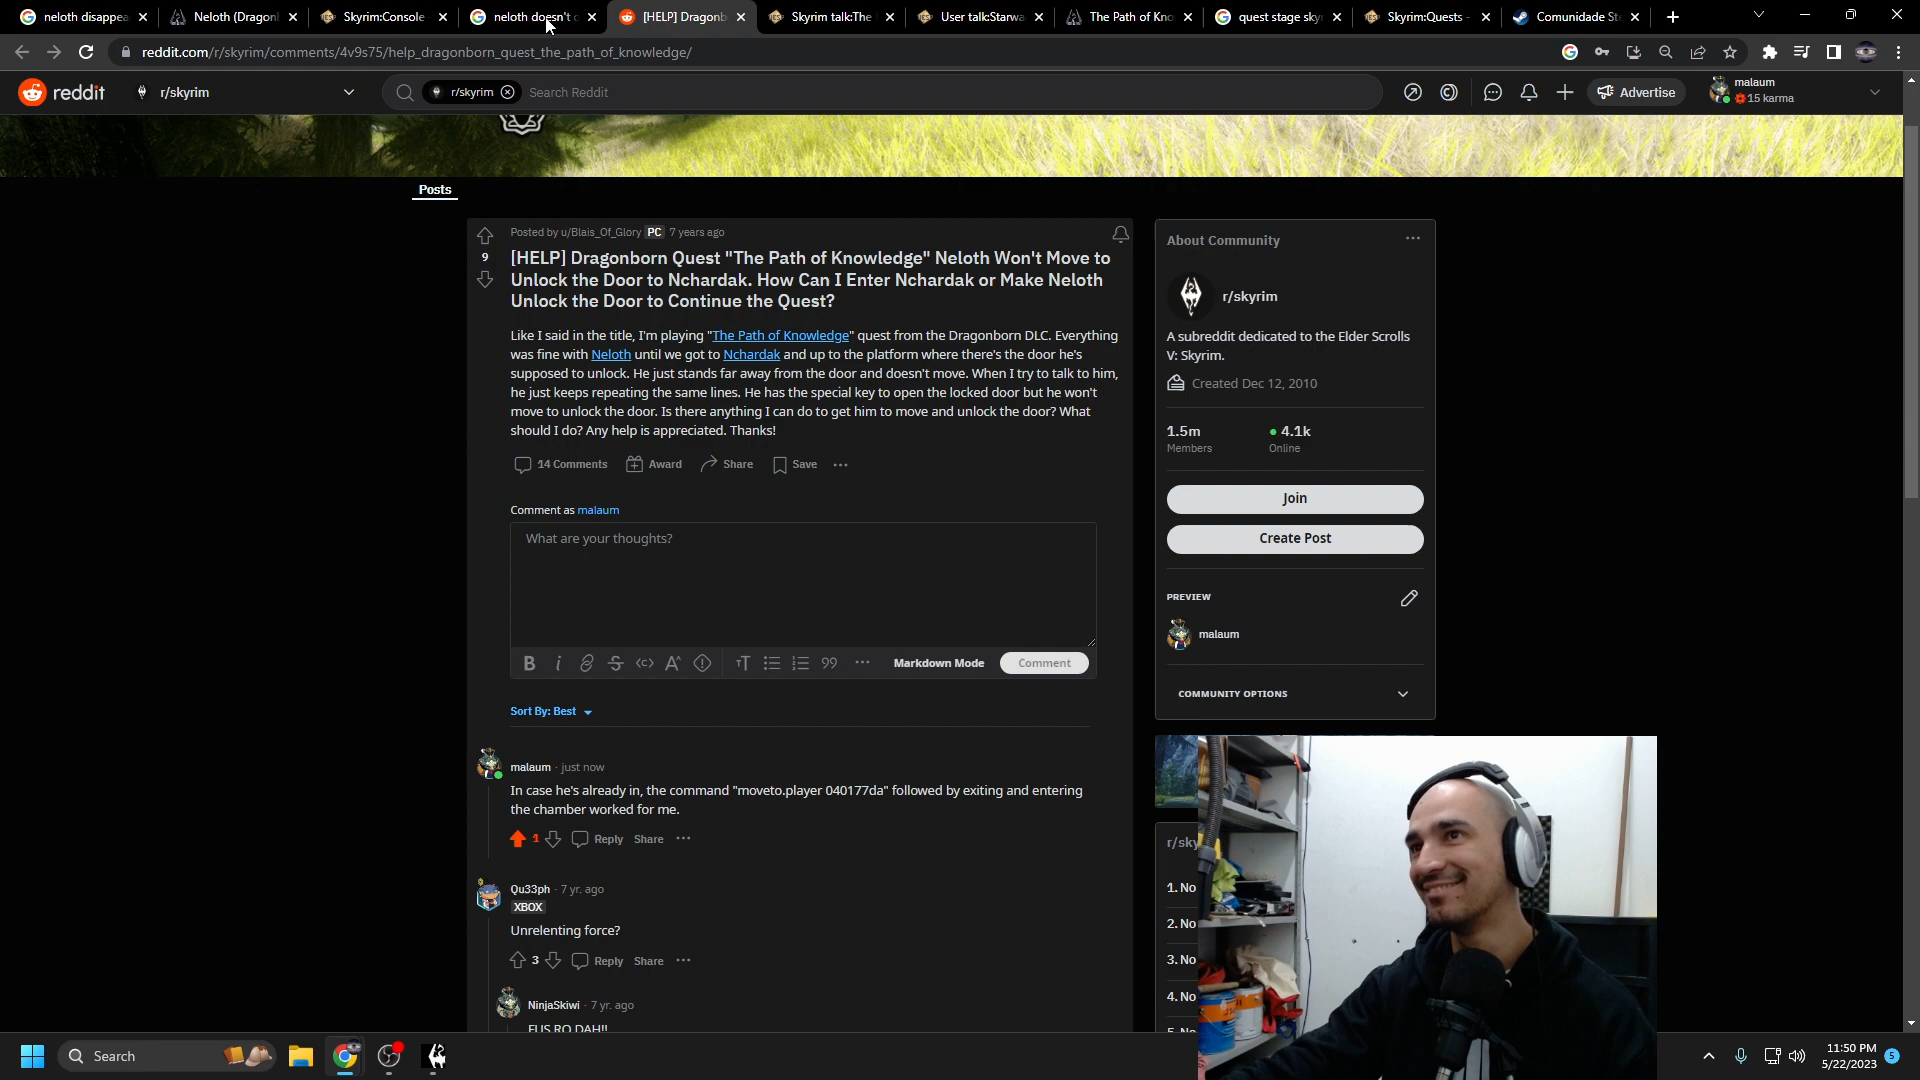 neloth disappea
Neloth (Dragon
Skyrim:Console
neloth doesn't c
[HELP] Dragonb
Skyrim talk:The
User talk:Starwa
The Path of Kno
quest stage sky
Skyrim:Quests -
Comunidade St
reddit.com/r/skyrim/comments/4v9s75/help_dragonborn_quest_the_path_of_knowledge/
reddit
r/skyrim
r/skyrim
Search Reddit
Advertise
malaum
15 karma
Posts
Posted by u/Blais_Of_Glory PC 7 years ago
9
[HELP] Dragonborn Quest "The Path of Knowledge" Neloth Won't Move to
Unlock the Door to Nchardak. How Can I Enter Nchardak or Make Neloth
Unlock the Door to Continue the Quest?
Like I said in the title, I'm playing "The Path of Knowledge" quest from the Dragonborn DLC. Everything
was fine with Neloth until we got to Nchardak and up to the platform where there's the door he's
supposed to unlock. He just stands far away from the door and doesn't move. When I try to talk to him,
he just keeps repeating the same lines. He has the special key to open the locked door but he won't
move to unlock the door. Is there anything I can do to get him to move and unlock the door? What
should I do? Any help is appreciated. Thanks!
14 Comments Award Share Save
Comment as malaum
What are your thoughts?
Markdown Mode Comment
Sort By: Best
malaum · just now
In case he's already in, the command "moveto.player 040177da" followed by exiting and entering
the chamber worked for me.
1 Reply Share
Qu33ph · 7 yr. ago
XBOX
Unrelenting force?
3 Reply Share
NinjaSkiwi · 7 yr. ago
FUS RO DAH!!
About Community
r/skyrim
A subreddit dedicated to the Elder Scrolls
V: Skyrim.
Created Dec 12, 2010
1.5m
Members
4.1k
Online
Join
Create Post
PREVIEW
malaum
COMMUNITY OPTIONS
r/sky
1. No
2. No
3. No
4. No
5. No
Search
11:50 PM
5/22/2023
5